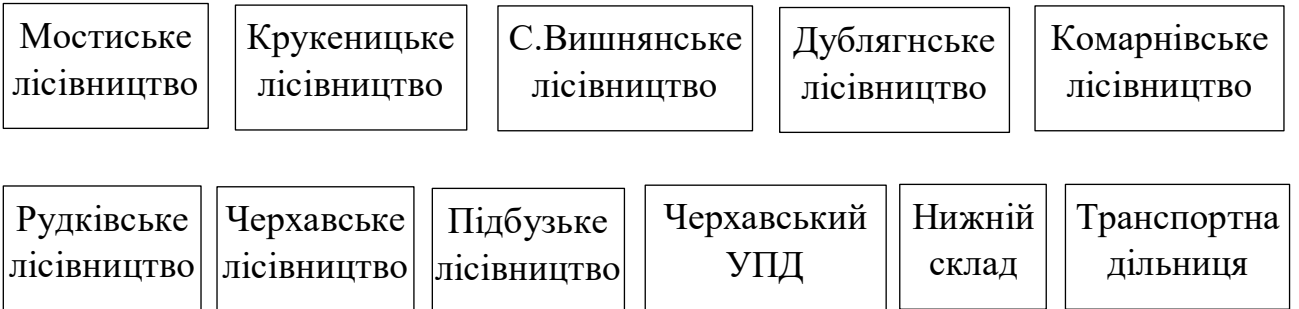 Мостиське
лісівництво
Крукеницьке
лісівництво
С.Вишнянське
лісівництво
Дублягнське
лісівництво
Комарнівське
лісівництво
Рудківське
лісівництво
Черхавське
лісівництво
Підбузьке
лісівництво
Черхавський
УПД
Нижній
склад
Транспортна
дільниця